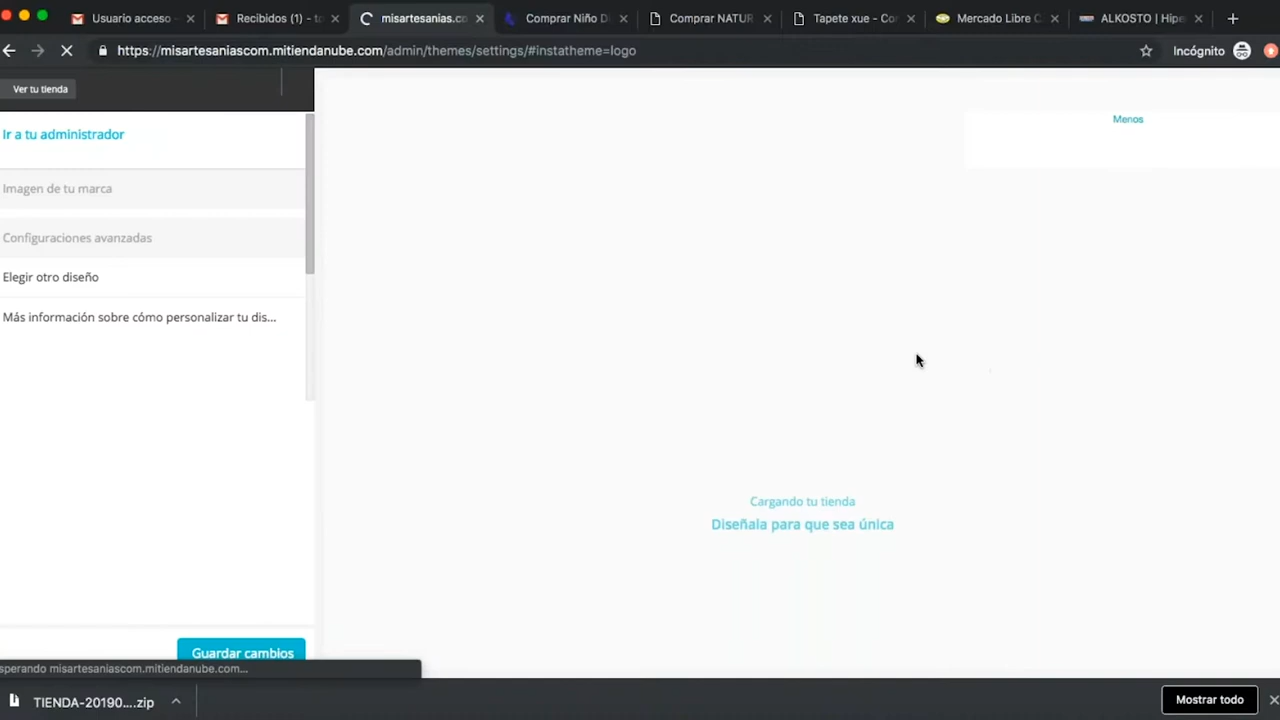 Usuario acceso
Recibidos (1) - to
misartesanias.co
Comprar Niño D
Comprar NATUR
Tapete xue - Cor
Mercado Libre C
ALKOSTO | Hipe
https://misartesaniascom.mitiendanube.com/admin/themes/settings/#instatheme=logo
Incógnito
Ver tu tienda
Ir a tu administrador
Menos
Imagen de tu marca
Configuraciones avanzadas
Elegir otro diseño
Más información sobre cómo personalizar tu dis...
Cargando tu tienda
Diseñala para que sea única
Guardar cambios
sperando misartesaniascom.mitiendanube.com...
TIENDA-20190....zip
Mostrar todo